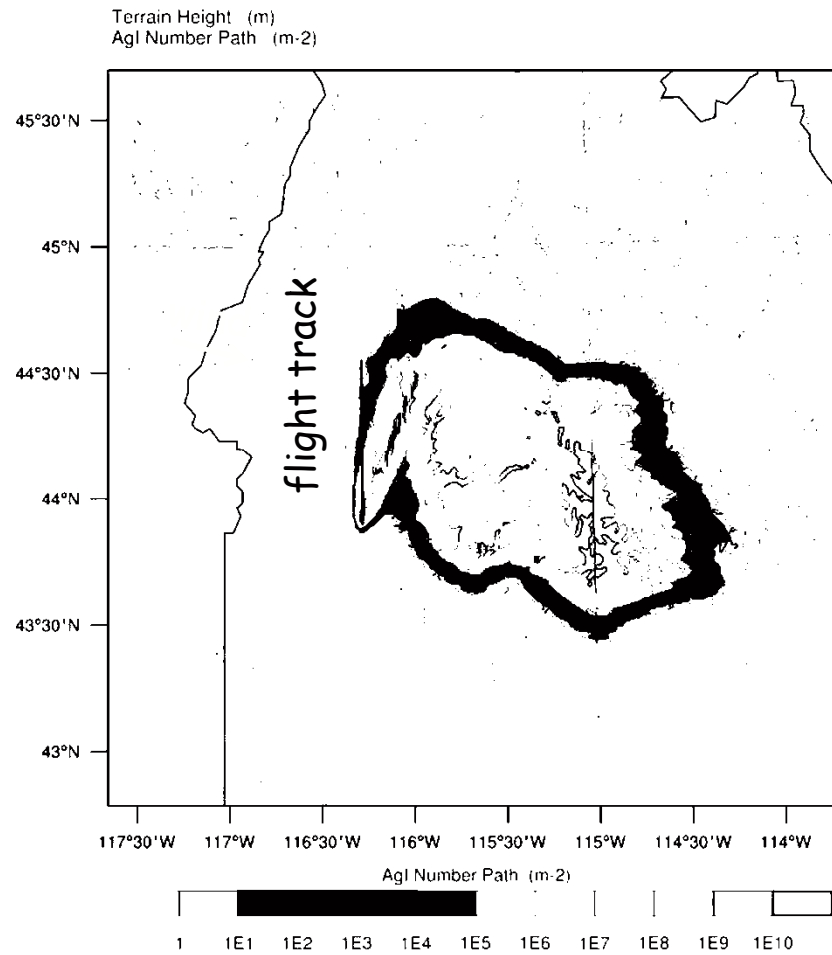 Terrain Height (m)
AgI Number Path (m-2)
45°30'N
45°N
44°30'N
44°N
43°30'N
43°N
flight track
117°30'W 117°W 116°30'W 116°W 115°30'W 115°W 114°30'W 114°W
AgI Number Path (m-2)
1 1E1 1E2 1E3 1E4 1E5 1E6 1E7 1E8 1E9 1E10